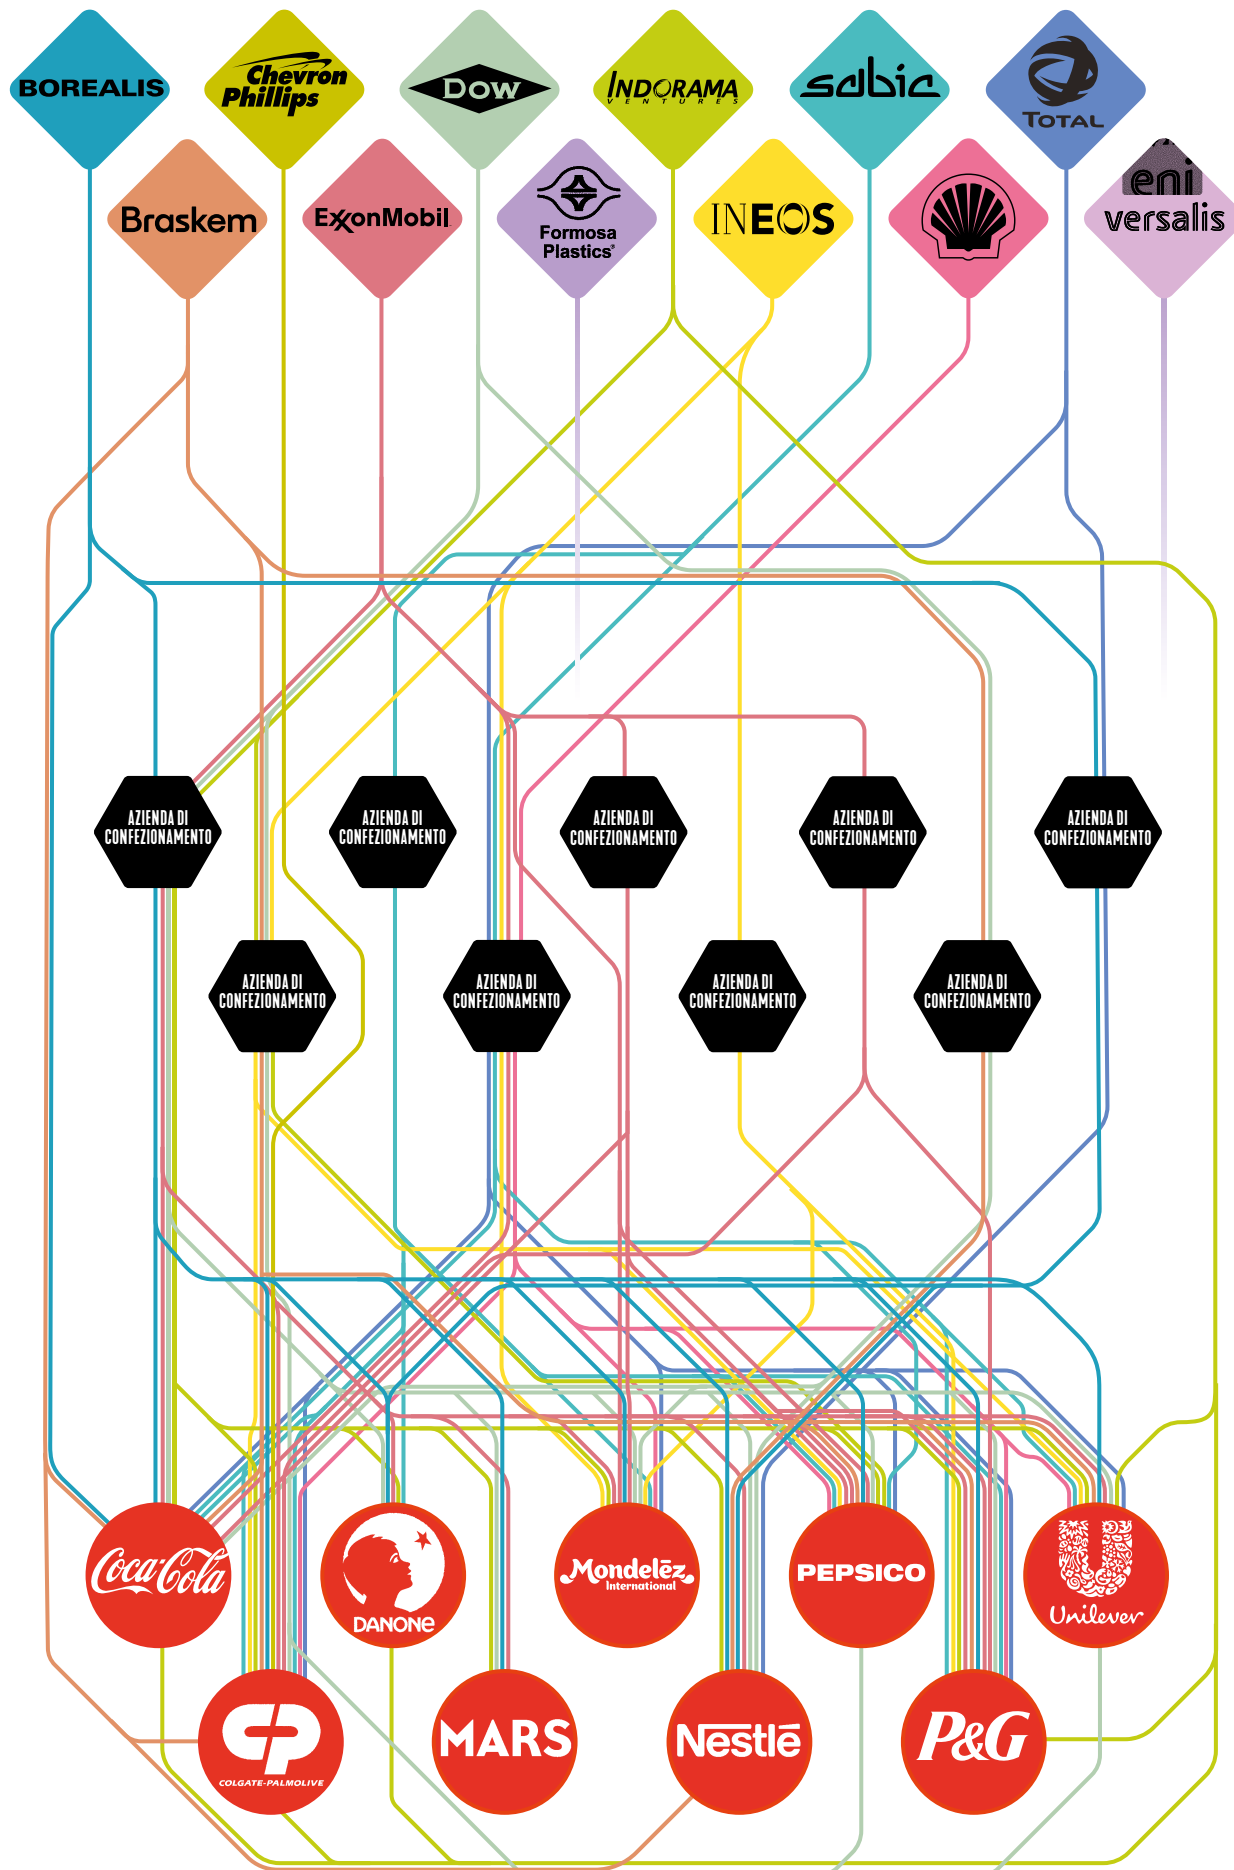 BOREALIS
Chevron
Phillips
Dow
INDORAMA
VENTURES
sabic
TOTAL
Braskem
ExxonMobil
Formosa
Plastics®
INEOS
eni
versalis
AZIENDA DI
CONFEZIONAMENTO
AZIENDA DI
CONFEZIONAMENTO
AZIENDA DI
CONFEZIONAMENTO
AZIENDA DI
CONFEZIONAMENTO
AZIENDA DI
CONFEZIONAMENTO
AZIENDA DI
CONFEZIONAMENTO
AZIENDA DI
CONFEZIONAMENTO
AZIENDA DI
CONFEZIONAMENTO
AZIENDA DI
CONFEZIONAMENTO
Coca-Cola
DANONE
Mondelēz
International
PEPSICO
Unilever
CP
COLGATE-PALMOLIVE
MARS
Nestlé
P&G